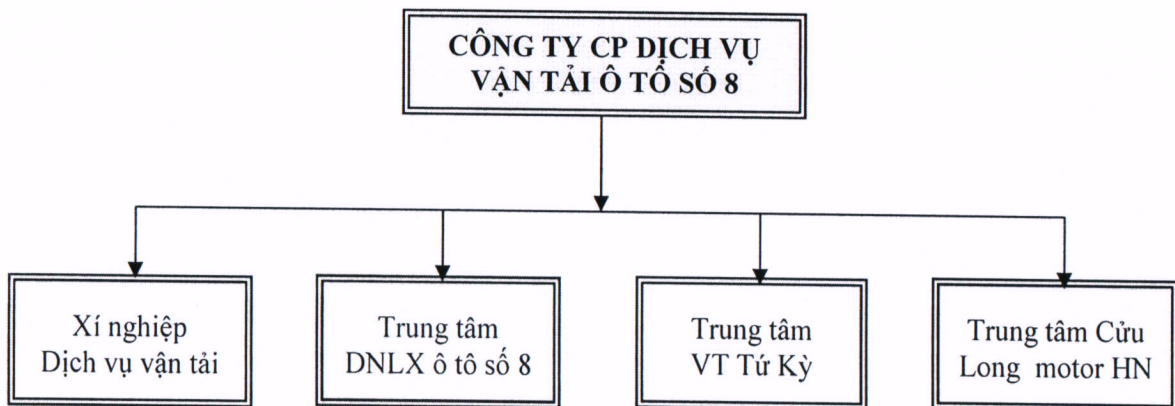 CÔNG TY CP DỊCH VỤ
VẬN TẢI Ô TÔ SỐ 8
Xí nghiệp
Dịch vụ vận tải
Trung tâm
DNLX ô tô số 8
Trung tâm
VT Tứ Kỳ
Trung tâm Cửu
Long motor HN